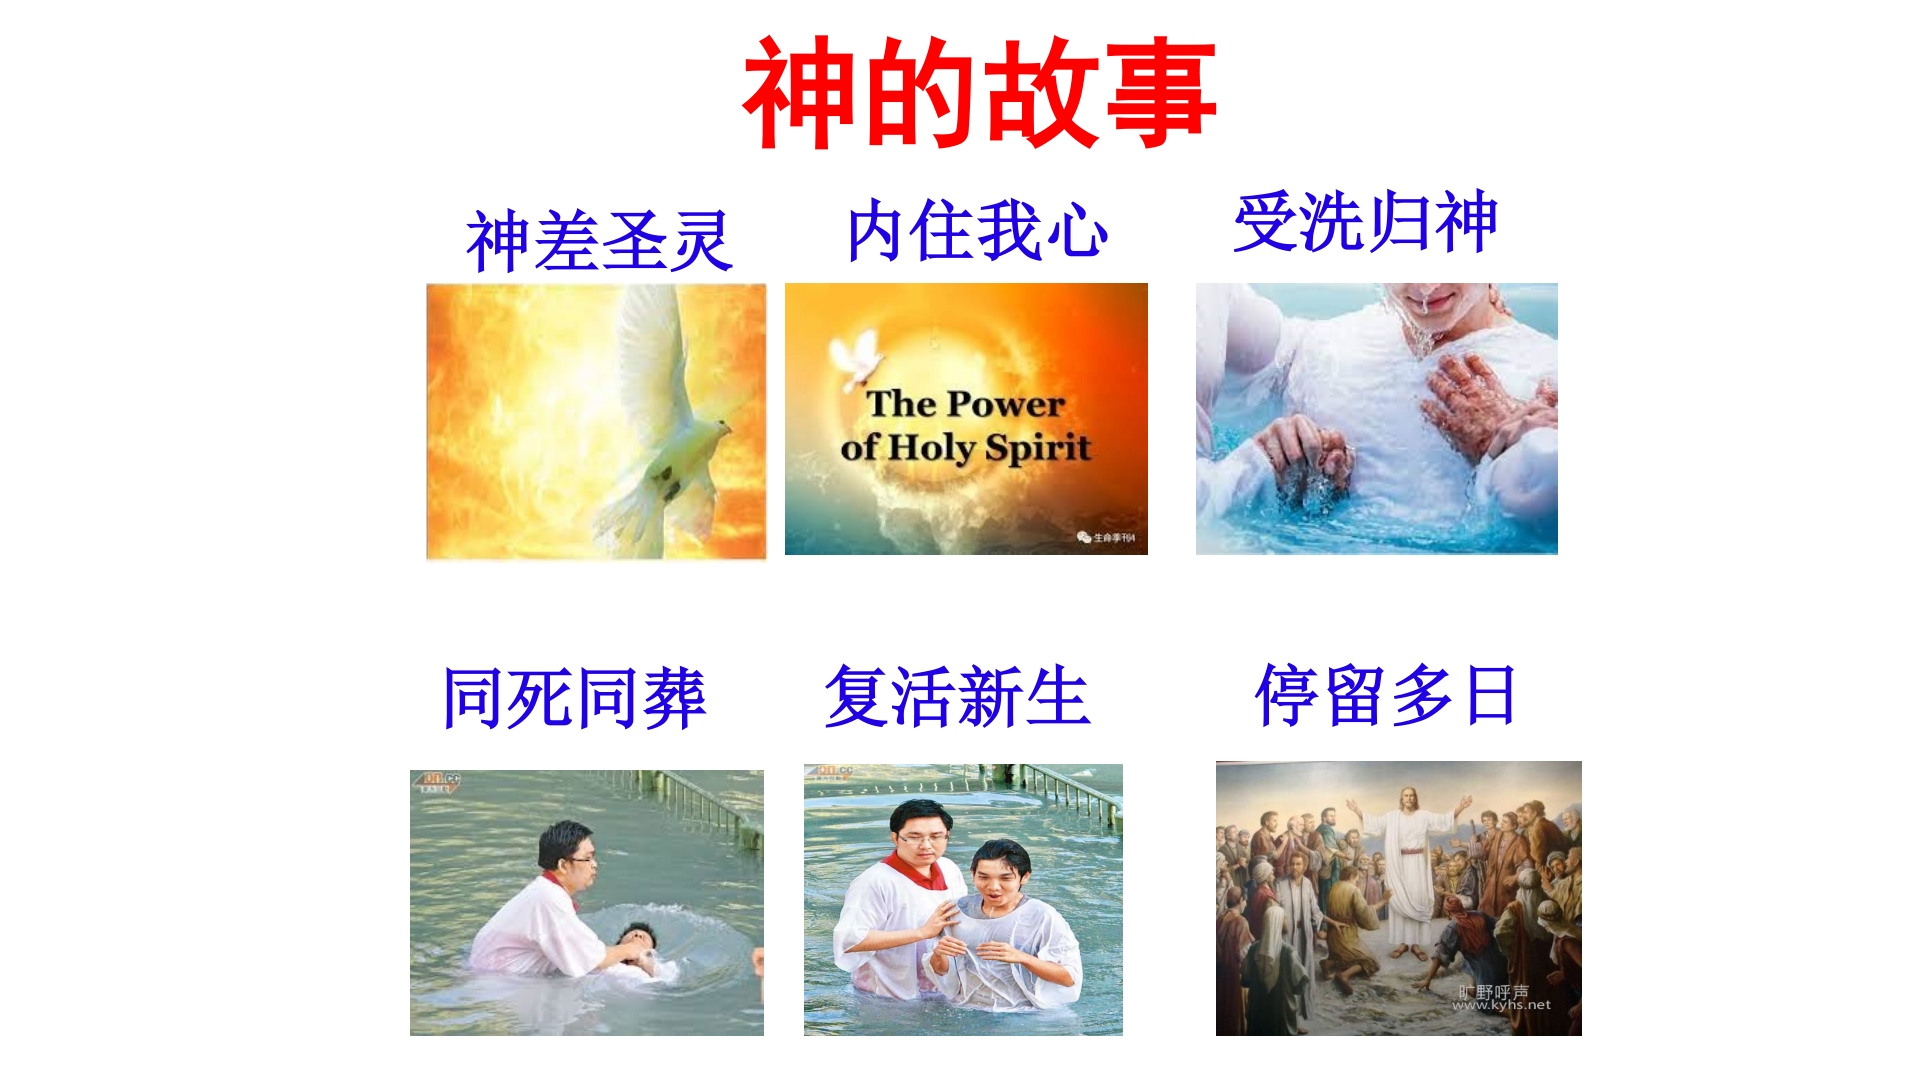 神的故事
神差圣灵
内住我心
受洗归神
The Power
of Holy Spirit
生命季刊
同死同葬
复活新生
停留多日
on.cc
on.cc
旷野呼声
www.kyhs.net